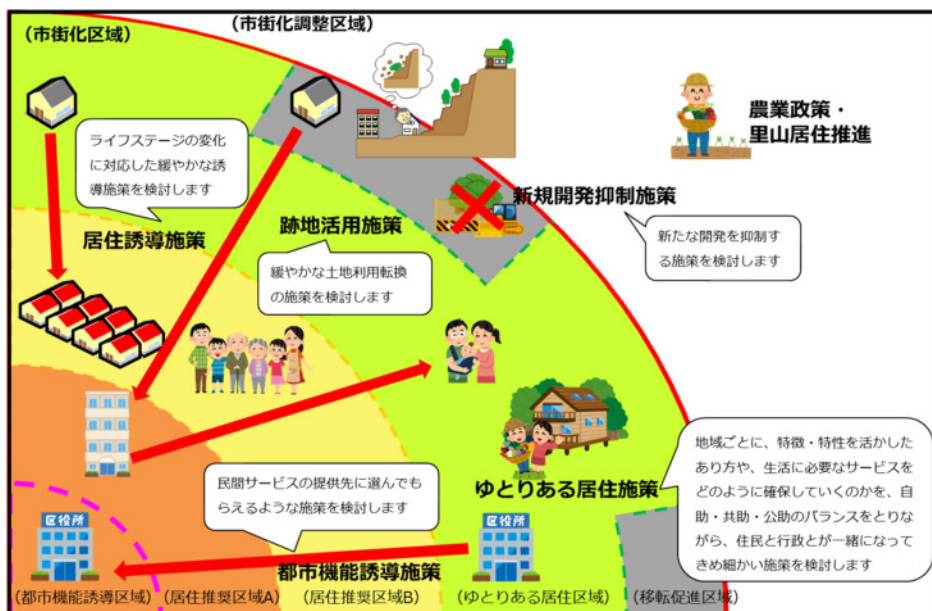 (市街化区域)
(市街化調整区域)
農業政策・
里山居住推進
ライフステージの変化
に対応した緩やかな誘
導施策を検討します
居住誘導施策
跡地活用施策
緩やかな土地利用転換
の施策を検討します
新規開発抑制施策
新たな開発を抑制す
る施策を検討します
地域ごとに、特徴・特性を活かした
あり方や、生活に必要なサービスを
どのように確保していくのかを、自
助・共助・公助のバランスをとりな
がら、住民と行政とが一緒になって
きめ細かい施策を検討します
ゆとりある居住施策
民間サービスの提供先に選んでも
らえるような施策を検討します
区役所
区役所
都市機能誘導施策
(都市機能誘導区域)
(居住推奨区域A)
(居住推奨区域B)
(ゆとりある居住区域)
(移転促進区域)